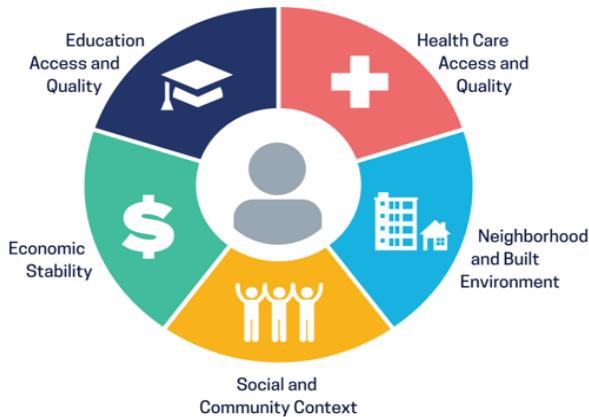 Education
Access and
Quality
Health Care
Access and
Quality
Economic
Stability
Neighborhood
and Built
Environment
Social and
Community Context
$